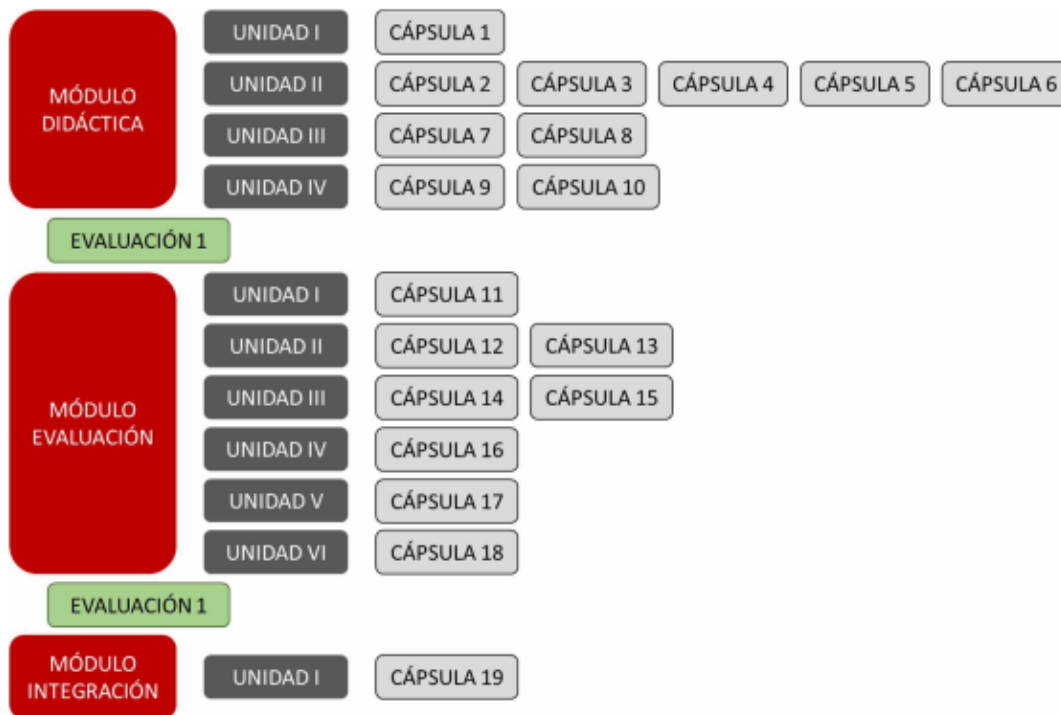 MÓDULO
DIDÁCTICA
UNIDAD I CÁPSULA 1
UNIDAD II CÁPSULA 2 CÁPSULA 3 CÁPSULA 4 CÁPSULA 5 CÁPSULA 6
UNIDAD III CÁPSULA 7 CÁPSULA 8
UNIDAD IV CÁPSULA 9 CÁPSULA 10
EVALUACIÓN 1
MÓDULO
EVALUACIÓN
UNIDAD I CÁPSULA 11
UNIDAD II CÁPSULA 12 CÁPSULA 13
UNIDAD III CÁPSULA 14 CÁPSULA 15
UNIDAD IV CÁPSULA 16
UNIDAD V CÁPSULA 17
UNIDAD VI CÁPSULA 18
EVALUACIÓN 1
MÓDULO
INTEGRACIÓN
UNIDAD I CÁPSULA 19